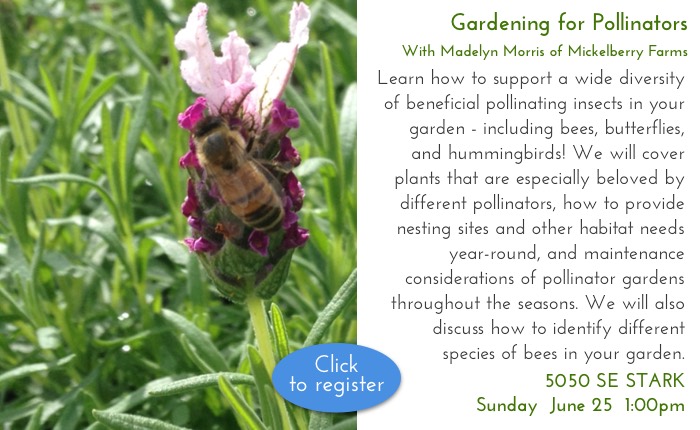 Gardening for Pollinators
With Madelyn Morris of Mickelberry Farms
Learn how to support a wide diversity
of beneficial pollinating insects in your
garden - including bees, butterflies,
and hummingbirds! We will cover
plants that are especially beloved by
different pollinators, how to provide
nesting sites and other habitat needs
year-round, and maintenance
considerations of pollinator gardens
throughout the seasons. We will also
discuss how to identify different
species of bees in your garden.
Click
to register
5050 SE STARK
Sunday June 25 1:00pm